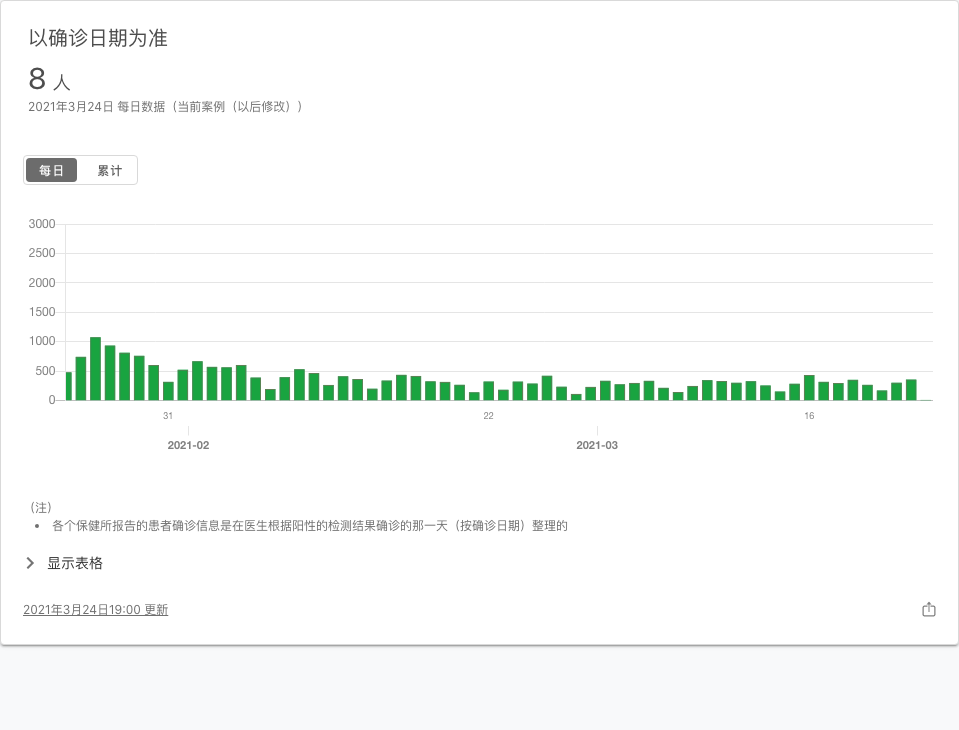 以确诊日期为准
8 人
2021年3月24日 每日数据（当前案例（以后修改））
每日 累计
3000
2500
2000
1500
1000
500
0
31 22 16
2021-02 2021-03
（注）
• 各个保健所报告的患者确诊信息是在医生根据阳性的检测结果确诊的那一天（按确诊日期）整理的
显示表格
2021年3月24日19:00 更新